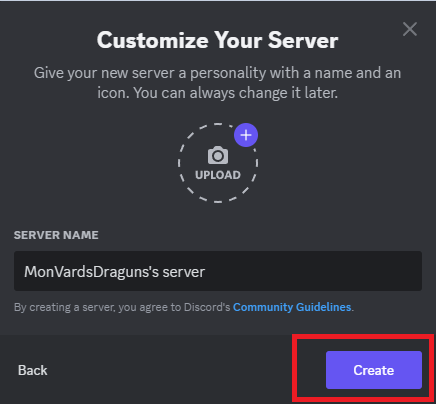 Customize Your Server
Give your new server a personality with a name and an
icon. You can always change it later.
UPLOAD
SERVER NAME
MonVardsDraguns's server
By creating a server, you agree to Discord's Community Guidelines.
Back
Create